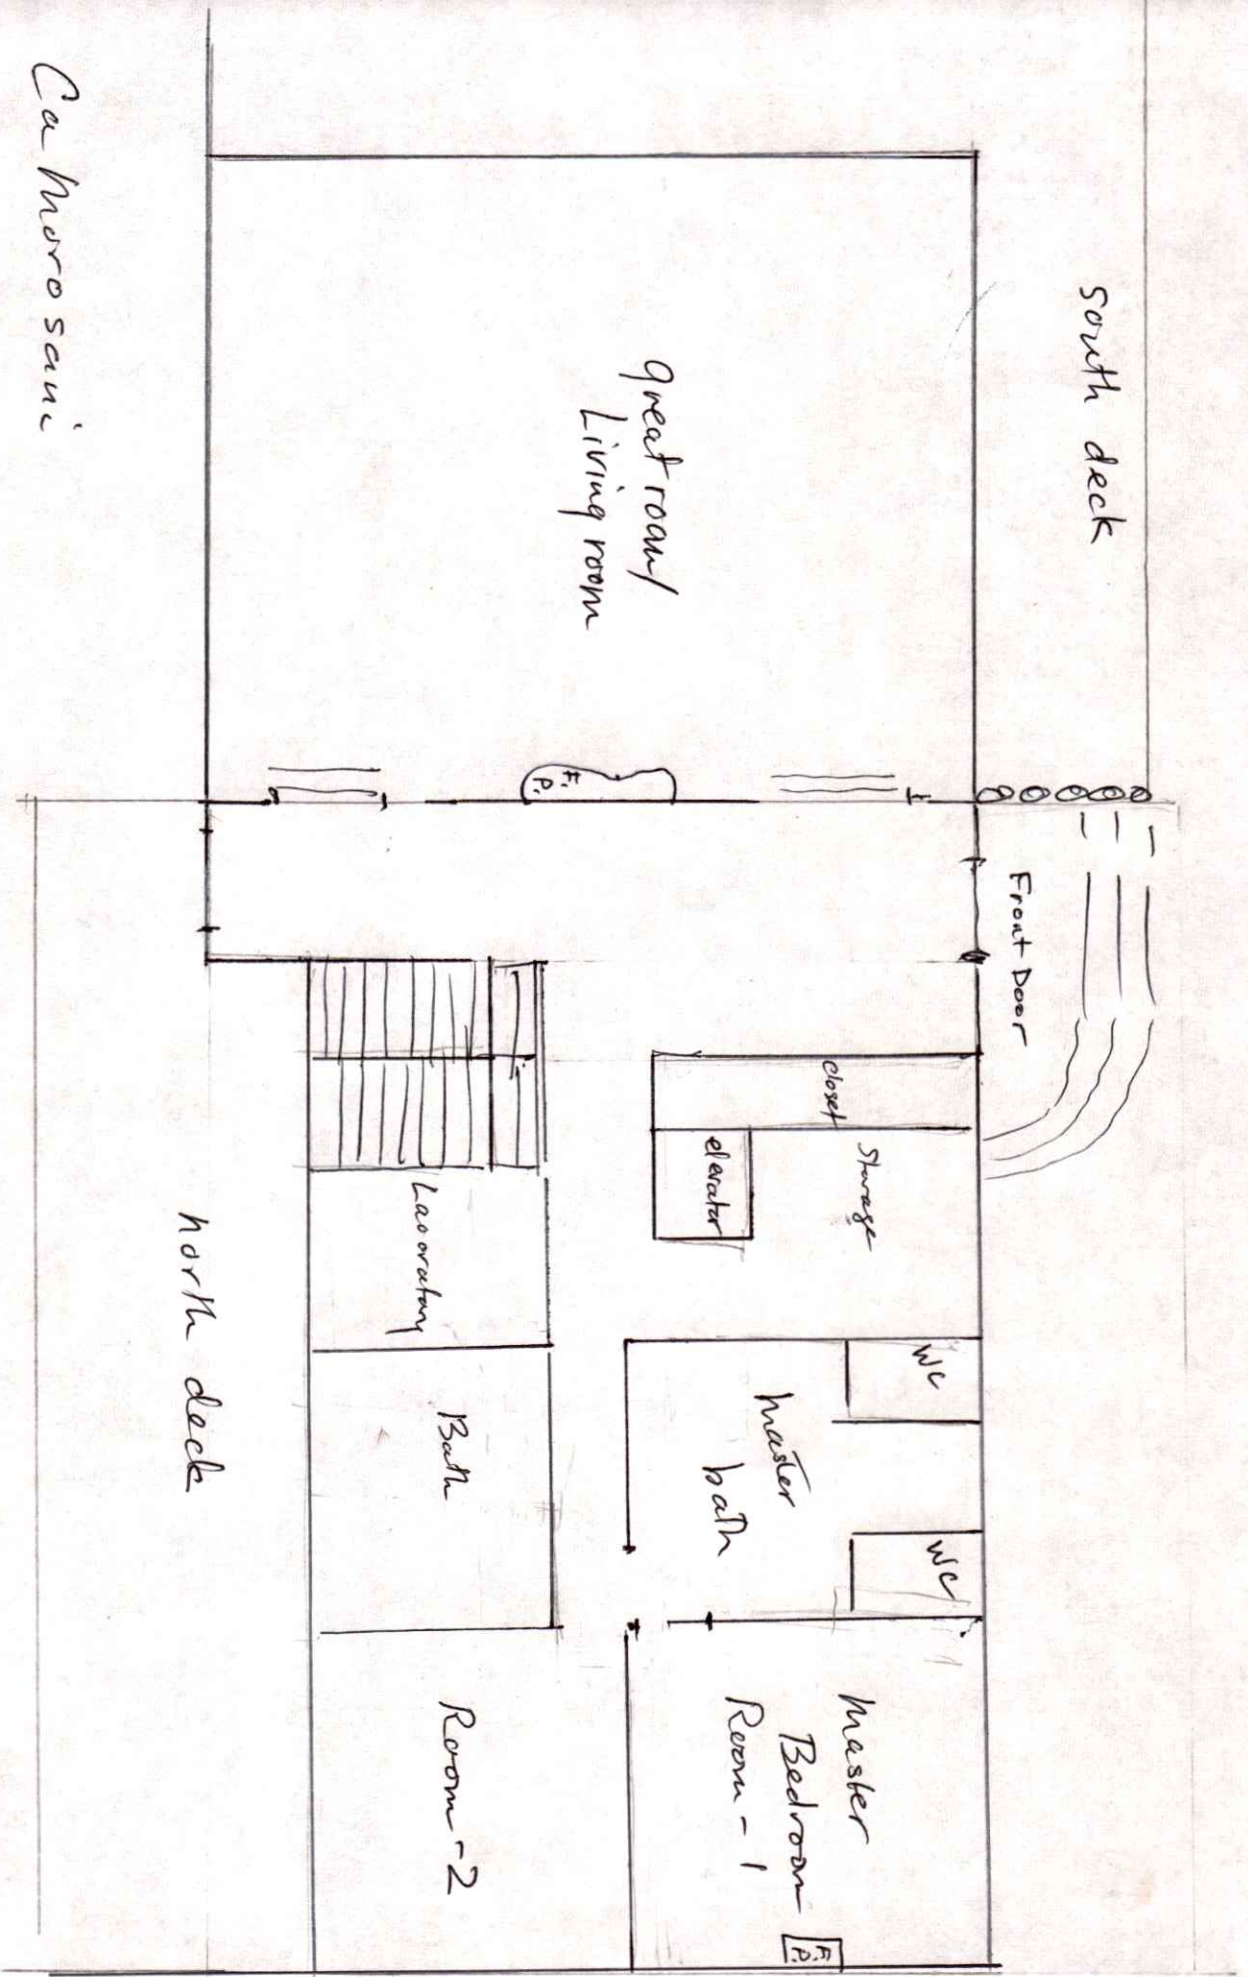 south deck
Front Door
WC
WC
closet
Storage
elevator
master
bath
Master
Bedroom
Room-1
F.
P.
great room/
Living room
F.
P.
Bath
Room-2
north deck
Ca Morosani